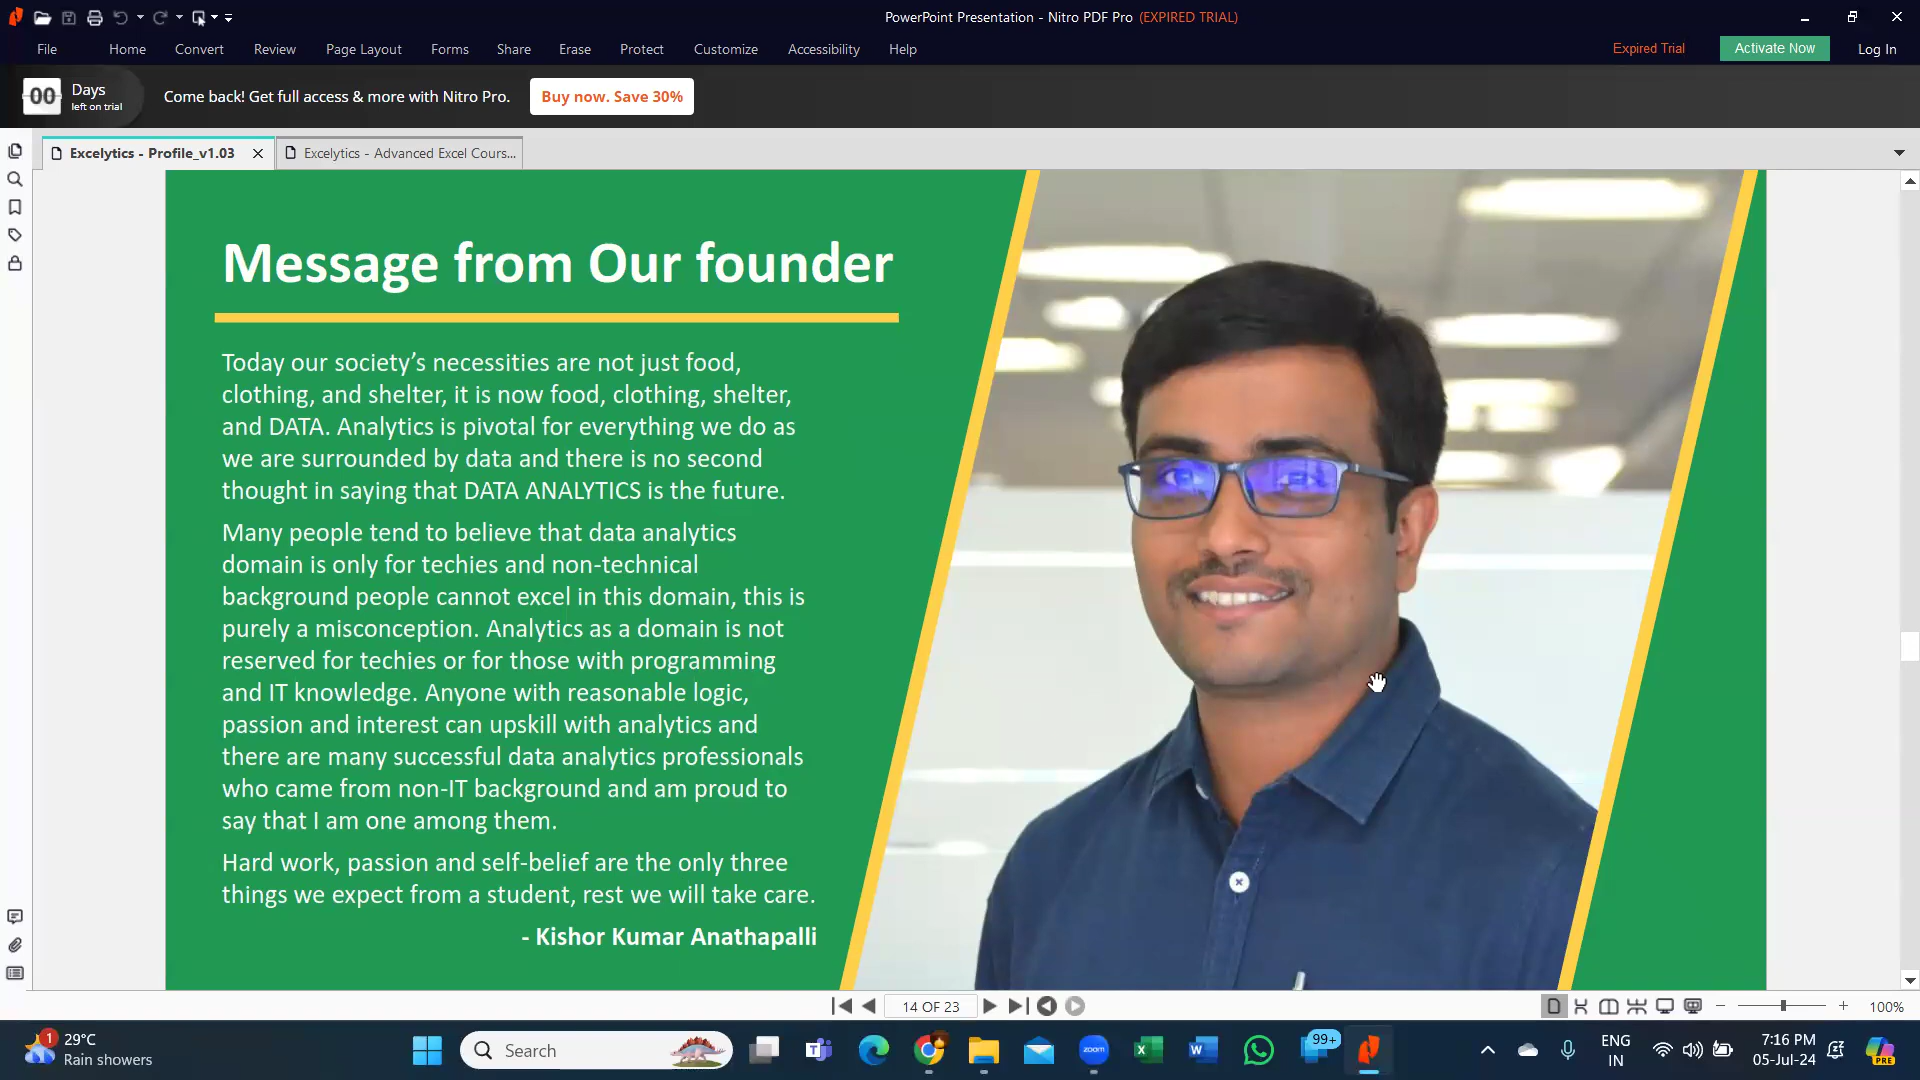 PowerPoint Presentation - Nitro PDF Pro (EXPIRED TRIAL)
File Home Convert Review Page Layout Forms Share Erase Protect Customize Accessibility Help Expired Trial Activate Now Log In
00 Days
left on trial
Come back! Get full access & more with Nitro Pro. Buy now. Save 30%
Excelytics - Profile_v1.03
Excelytics - Advanced Excel Cours...
Message from Our founder
Today our society’s necessities are not just food,
clothing, and shelter, it is now food, clothing, shelter,
and DATA. Analytics is pivotal for everything we do as
we are surrounded by data and there is no second
thought in saying that DATA ANALYTICS is the future.
Many people tend to believe that data analytics
domain is only for techies and non-technical
background people cannot excel in this domain, this is
purely a misconception. Analytics as a domain is not
reserved for techies or for those with programming
and IT knowledge. Anyone with reasonable logic,
passion and interest can upskill with analytics and
there are many successful data analytics professionals
who came from non-IT background and am proud to
say that I am one among them.
Hard work, passion and self-belief are the only three
things we expect from a student, rest we will take care.
- Kishor Kumar Anathapalli
14 OF 23
100%
1
29°C
Rain showers
Search
zoom
99+
ENG
IN
7:16 PM
05-Jul-24
PRE